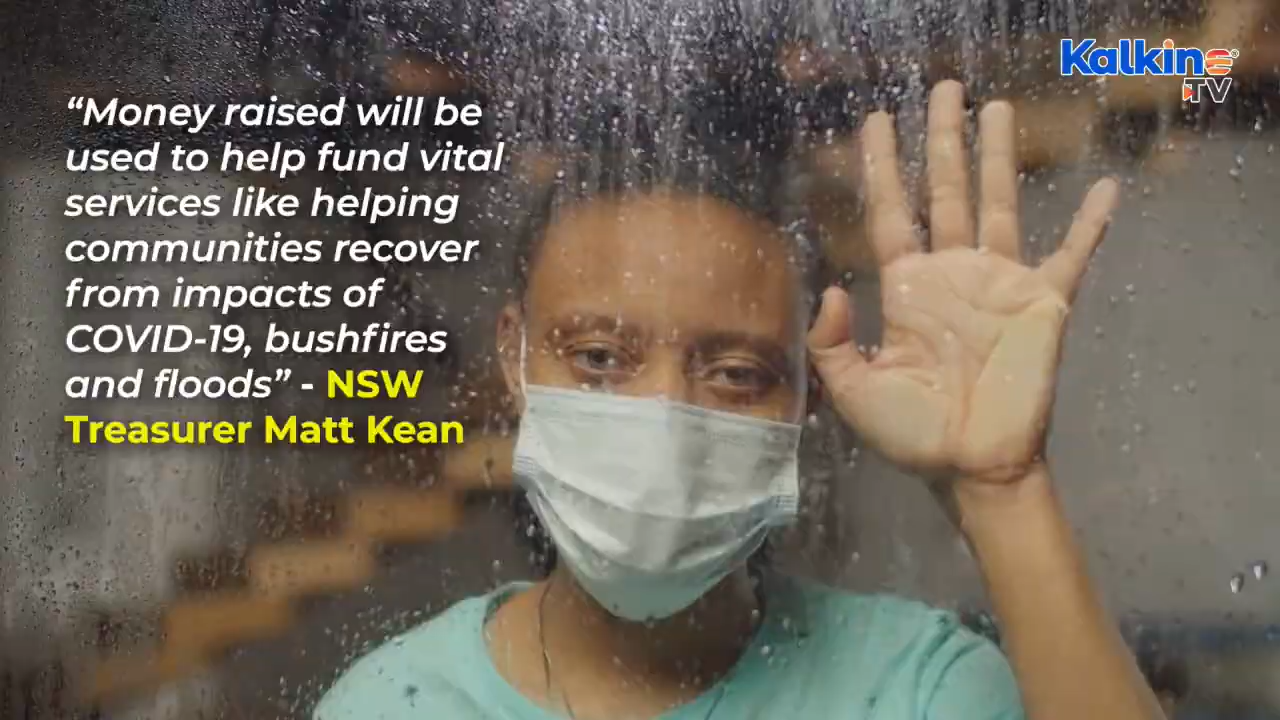 Kalkine
TV
“Money raised will be
used to help fund vital
services like helping
communities recover
from impacts of
COVID-19, bushfires
and floods” - NSW
Treasurer Matt Kean